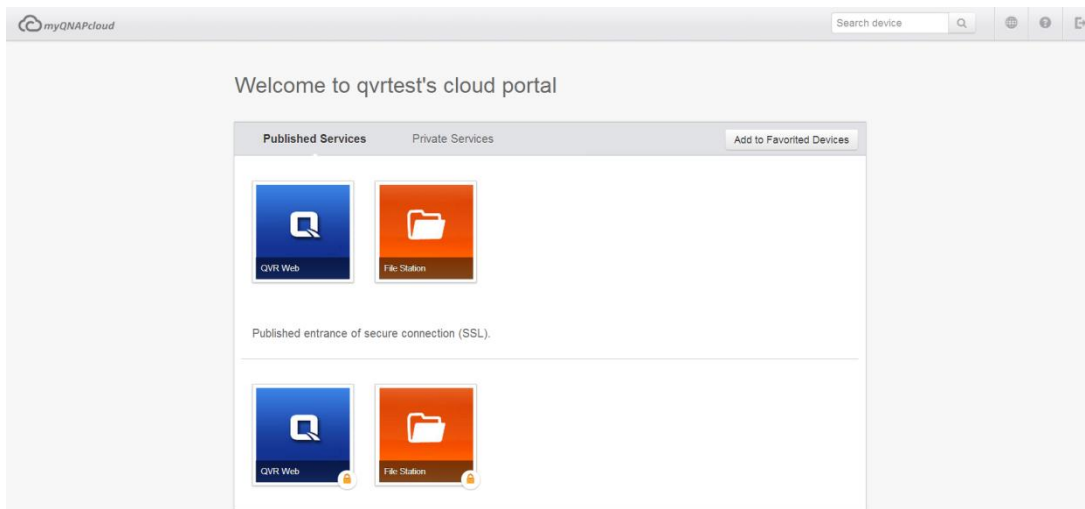 myQNAPcloud
Search device
Welcome to qvrtest's cloud portal
Published Services Private Services Add to Favorited Devices
QVR Web File Station
Published entrance of secure connection (SSL).
QVR Web File Station